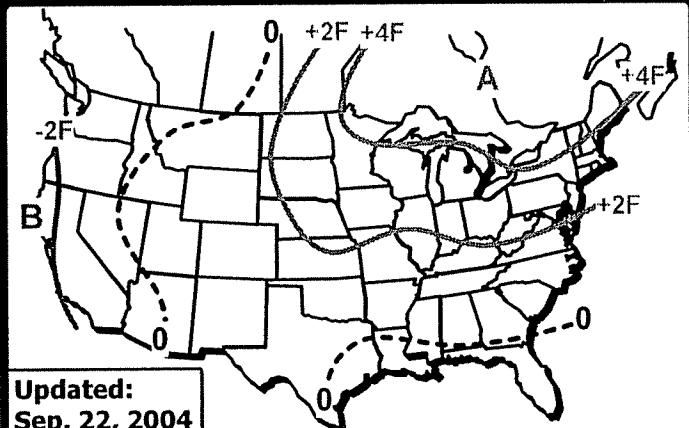 0 +2F +4F
A
+4F
-2F
B
+2F
0
0
0
Updated:
Sep. 22, 2004